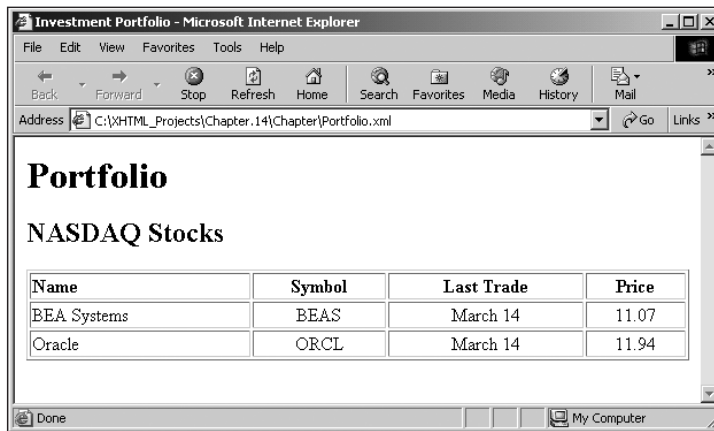 Investment Portfolio - Microsoft Internet Explorer
File Edit View Favorites Tools Help
Back Forward Stop Refresh Home Search Favorites Media History Mail »
Address C:\XHTML_Projects\Chapter.14\Chapter\Portfolio.xml Go Links »
Portfolio
NASDAQ Stocks
Name Symbol Last Trade Price
BEA Systems BEAS March 14 11.07
Oracle ORCL March 14 11.94
Done My Computer